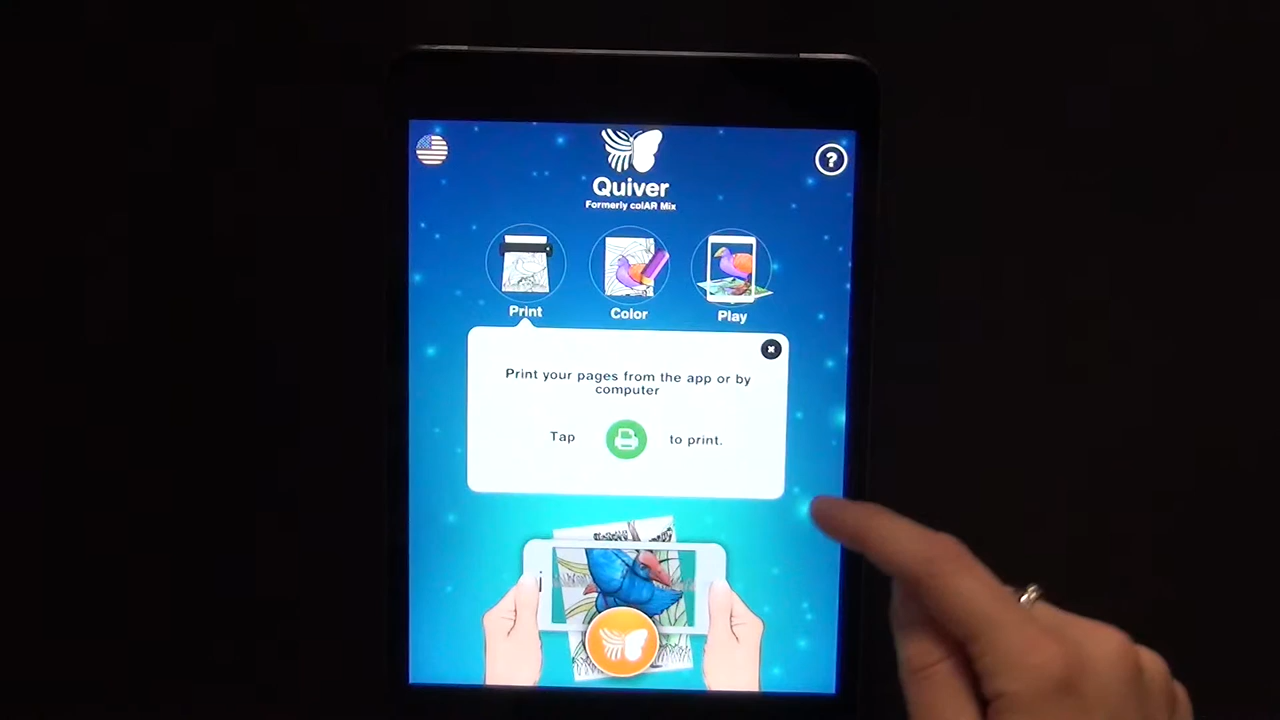 ?
Quiver
Formerly colAR Mix
Print
Color
Play
Print your pages from the app or by
computer
Tap to print.